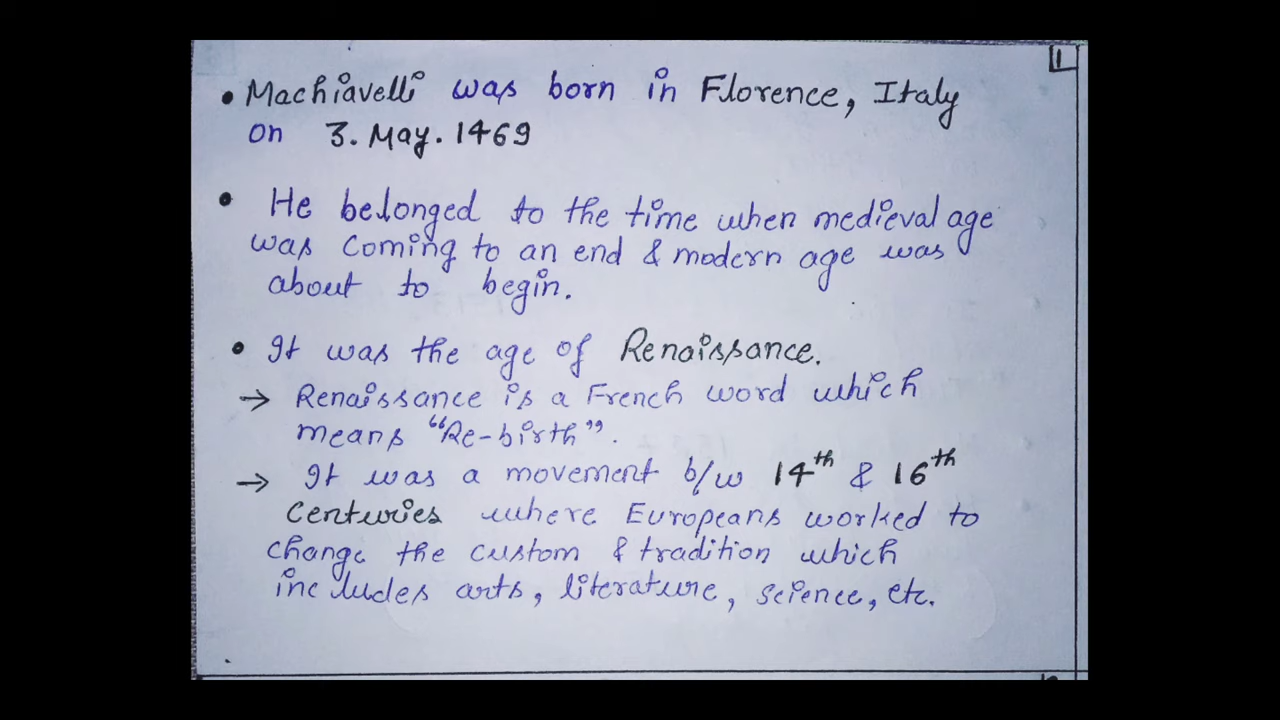 1
• Machiavelli was born in Florence, Italy
on 3. May. 1469
• He belonged to the time when medieval age
was coming to an end & modern age was
about to begin.
• It was the age of Renaissance.
→ Renaissance is a French word which
means "Re-birth".
→ It was a movement b/w 14th & 16th
Centuries where Europeans worked to
change the custom & tradition which
includes arts, literature, science, etc.